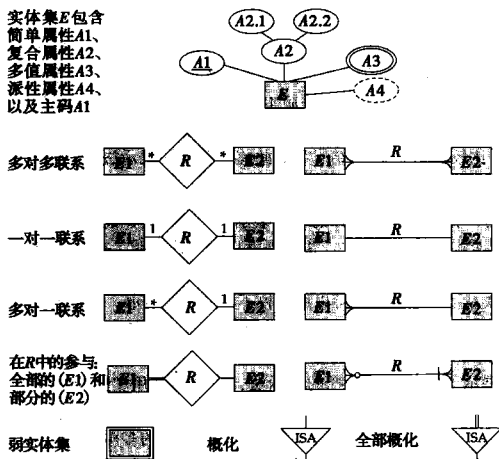 实体集E包含
简单属性A1、
复合属性A2、
多值属性A3、
派性属性A4、
以及主码A1
A2.1 A2.2
A1 A2 A3
E A4
多对多联系 E1 * R * E2 E1 R E2
一对一联系 E1 1 R 1 E2 E1 R E2
多对一联系 E1 * R 1 E2 E1 R E2
在R中的参与:
全部的(E1)和
部分的(E2)
E1 R E2 E1 R E2
弱实体集 概化 ISA 全部概化 ISA